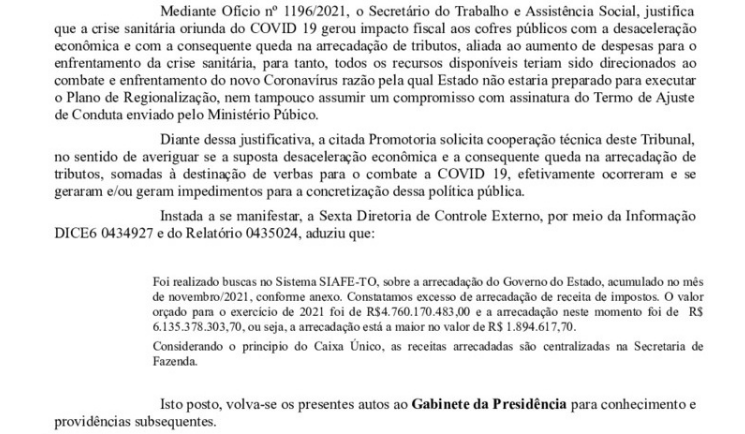 Mediante Ofício nº 1196/2021, o Secretário do Trabalho e Assistência Social, justifica
que a crise sanitária oriunda do COVID 19 gerou impacto fiscal aos cofres públicos com a desaceleração
econômica e com a consequente queda na arrecadação de tributos, aliada ao aumento de despesas para o
enfrentamento da crise sanitária, para tanto, todos os recursos disponíveis teriam sido direcionados ao
combate e enfrentamento do novo Coronavírus razão pela qual Estado não estaria preparado para executar
o Plano de Regionalização, nem tampouco assumir um compromisso com assinatura do Termo de Ajuste
de Conduta enviado pelo Ministério Púbico.
Diante dessa justificativa, a citada Promotoria solicita cooperação técnica deste Tribunal,
no sentido de averiguar se a suposta desaceleração econômica e a consequente queda na arrecadação de
tributos, somadas à destinação de verbas para o combate a COVID 19, efetivamente ocorreram e se
geraram e/ou geram impedimentos para a concretização dessa política pública.
Instada a se manifestar, a Sexta Diretoria de Controle Externo, por meio da Informação
DICE6 0434927 e do Relatório 0435024, aduziu que:
Foi realizado buscas no Sistema SIAFE-TO, sobre a arrecadação do Governo do Estado, acumulado no mês
de novembro/2021, conforme anexo. Constatamos excesso de arrecadação de receita de impostos. O valor
orçado para o exercício de 2021 foi de R$4.760.170.483,00 e a arrecadação neste momento foi de R$
6.135.378.303,70, ou seja, a arrecadação está a maior no valor de R$ 1.894.617,70.
Considerando o principio do Caixa Único, as receitas arrecadadas são centralizadas na Secretaria de
Fazenda.
Isto posto, volva-se os presentes autos ao Gabinete da Presidência para conhecimento e
providências subsequentes.